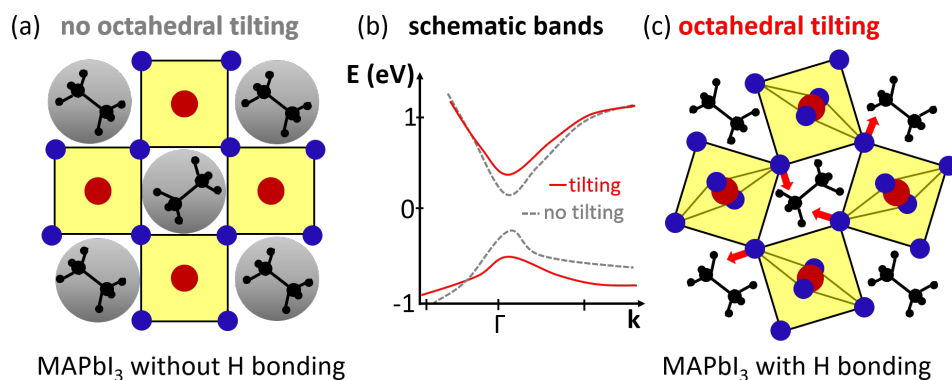 (a) no octahedral tilting
MAPbI₃ without H bonding
(b) schematic bands
E (eV)
1
0
-1
tilting
no tilting
Γ
k
(c) octahedral tilting
MAPbI₃ with H bonding